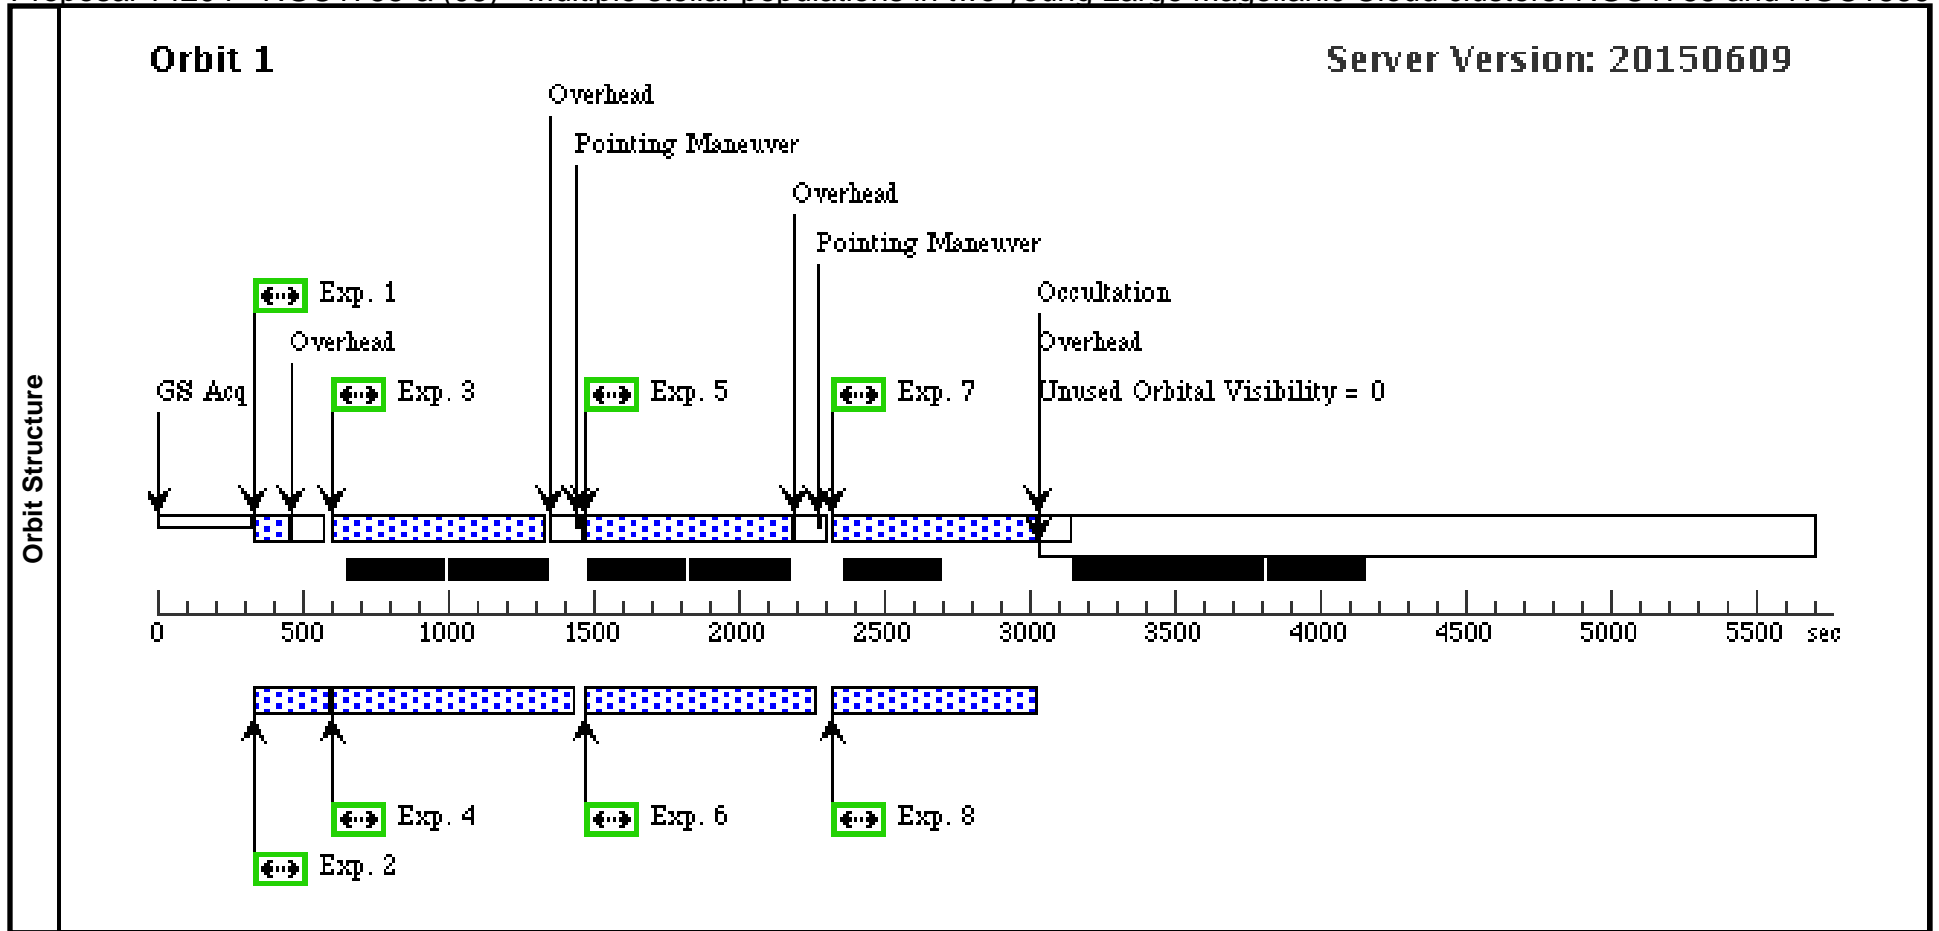 Orbit 1
Server Version: 20150609
Overhead
Pointing Maneuver
Overhead
Pointing Maneuver
Exp. 1
Occultation
Overhead
Overhead
GS Acq
Exp. 3
Exp. 5
Exp. 7
Unused Orbital Visibility = 0
Orbit Structure
0 500 1000 1500 2000 2500 3000 3500 4000 4500 5000 5500 sec
Exp. 4
Exp. 6
Exp. 8
Exp. 2